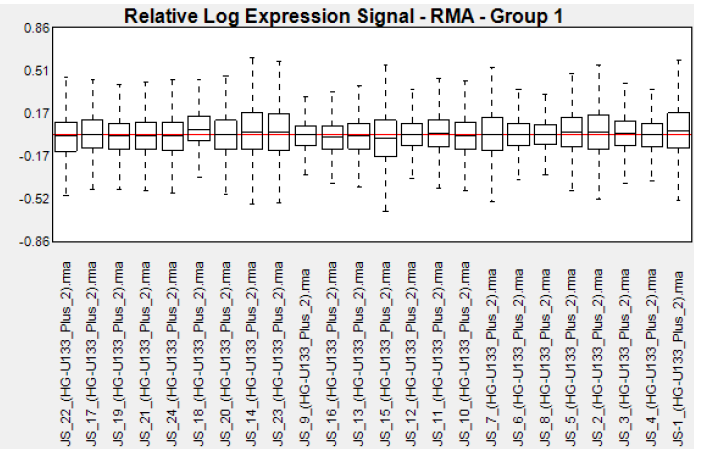 Relative Log Expression Signal - RMA - Group 1
0.86
0.51
0.17
-0.17
-0.52
-0.86
JS_22_(HG-U133_Plus_2).rma
JS_17_(HG-U133_Plus_2).rma
JS_19_(HG-U133_Plus_2).rma
JS_21_(HG-U133_Plus_2).rma
JS_24_(HG-U133_Plus_2).rma
JS_18_(HG-U133_Plus_2).rma
JS_20_(HG-U133_Plus_2).rma
JS_14_(HG-U133_Plus_2).rma
JS_23_(HG-U133_Plus_2).rma
JS_9_(HG-U133_Plus_2).rma
JS_16_(HG-U133_Plus_2).rma
JS_13_(HG-U133_Plus_2).rma
JS_15_(HG-U133_Plus_2).rma
JS_12_(HG-U133_Plus_2).rma
JS_11_(HG-U133_Plus_2).rma
JS_10_(HG-U133_Plus_2).rma
JS_7_(HG-U133_Plus_2).rma
JS_6_(HG-U133_Plus_2).rma
JS_8_(HG-U133_Plus_2).rma
JS_5_(HG-U133_Plus_2).rma
JS_2_(HG-U133_Plus_2).rma
JS_3_(HG-U133_Plus_2).rma
JS_4_(HG-U133_Plus_2).rma
JS-1_(HG-U133_Plus_2).rma